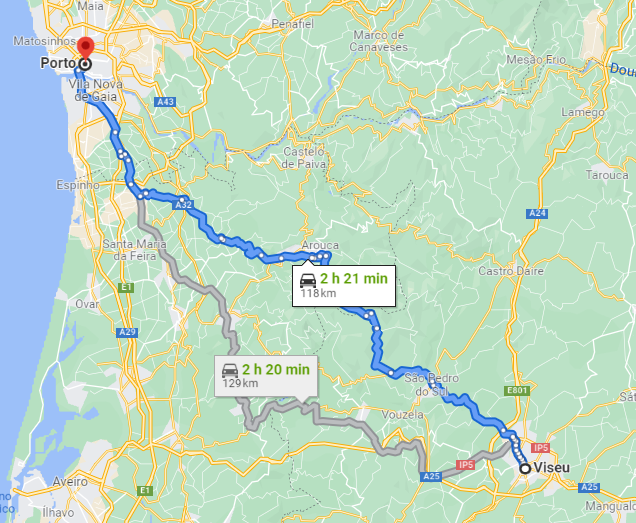 Maia
Penafiel
Matosinhos
Marco de
Canaveses
Porto
Mesão Frio
Vila Nova
de Gaia
A43
Lamego
Castelo
de Paiva
Tarouca
Espinho
A32
A24
Santa Maria
da Feira
Arouca
Castro Daire
2 h 21 min
118 km
E1
Ovar
A29
2 h 20 min
129 km
São Pedro
do Sul
E801
Vouzela
IP5
IP5
Viseu
Aveiro
A25
A25
E1
Ílhavo
Mangual